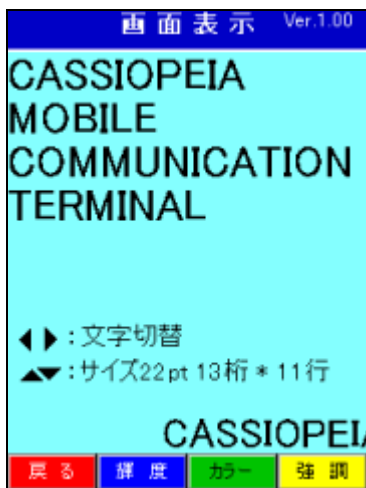 画面表示 Ver.1.00
CASSIOPEIA
MOBILE
COMMUNICATION
TERMINAL
◀▶:文字切替
▲▼:サイズ22pt 13桁*11行
CASSIOPEI
戻る 輝度 カラー 強調